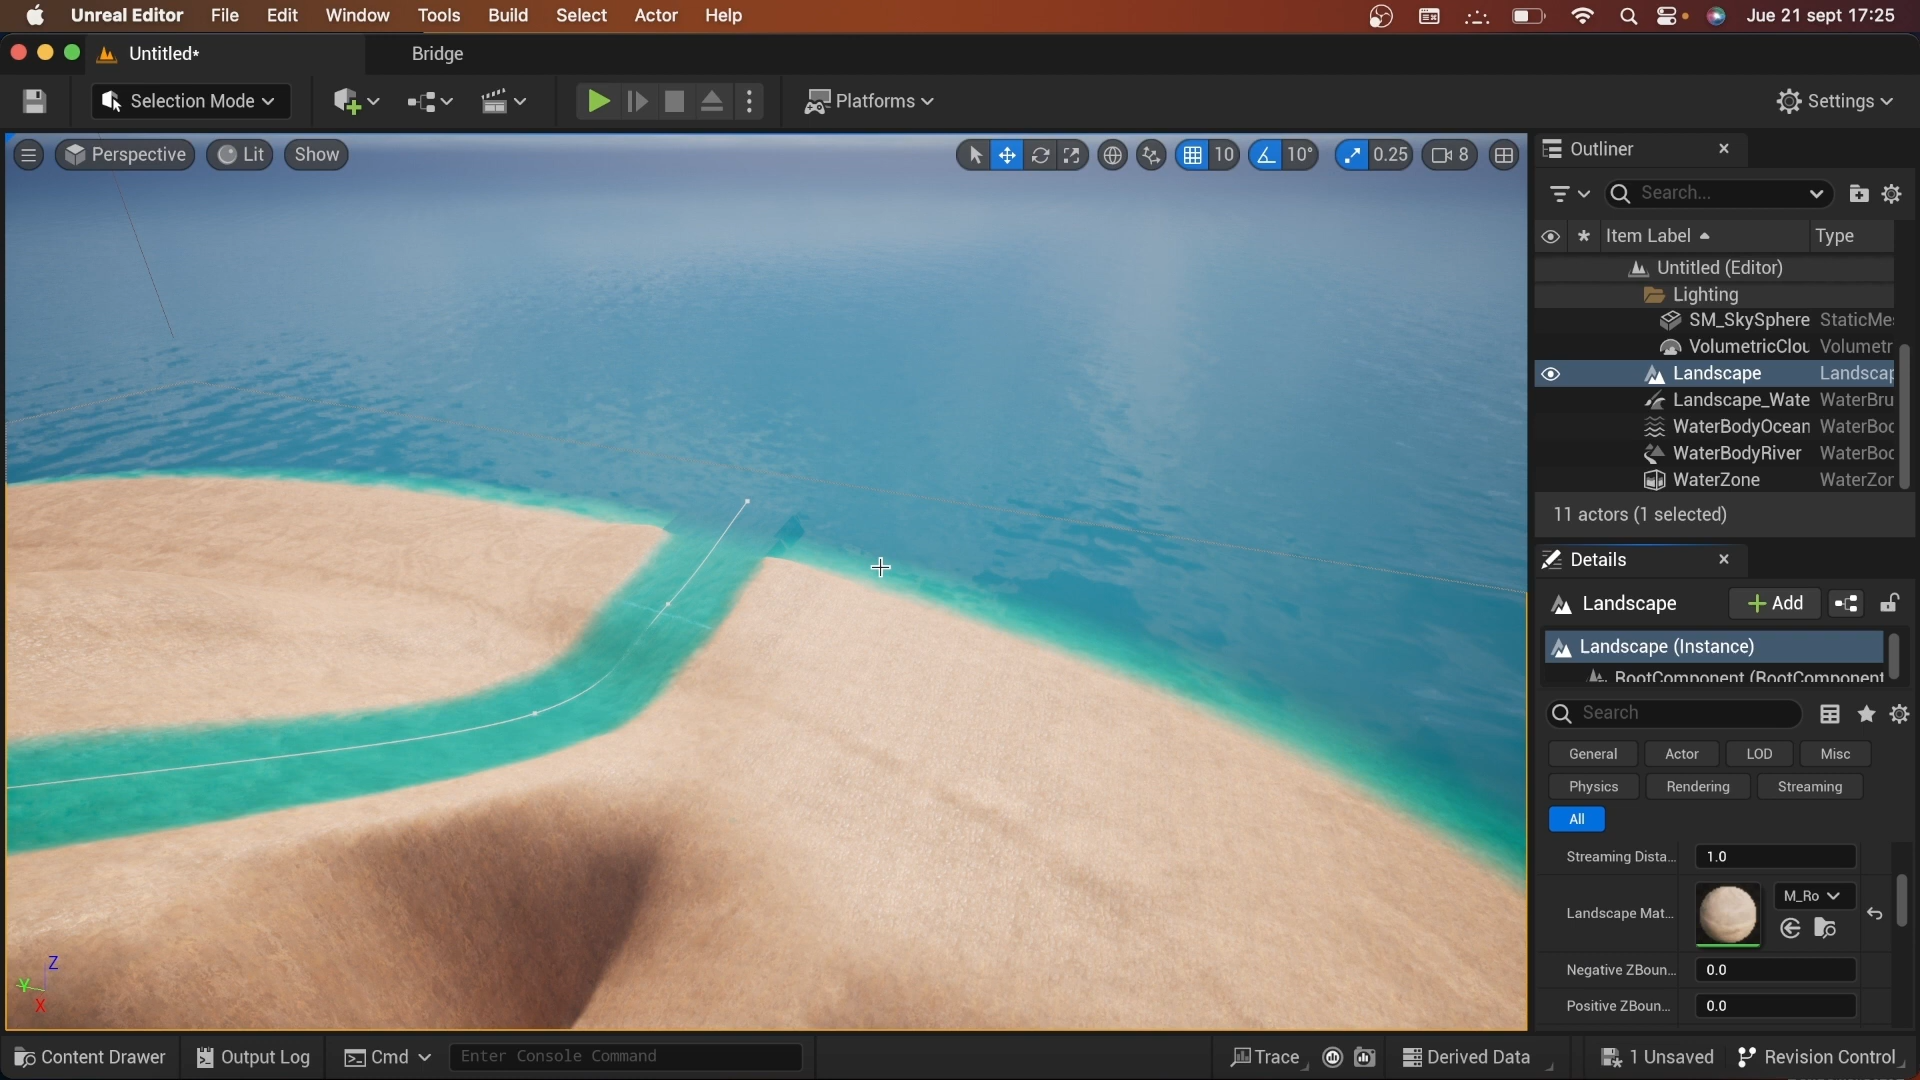 Unreal Editor File Edit Window Tools Build Select Actor Help Jue 21 sept 17:25
Untitled* Bridge
Selection Mode Platforms Settings
Perspective Lit Show 10 10° 0.25 8
Outliner
Search...
Item Label Type
Untitled (Editor)
Lighting
SM_SkySphere StaticMe
VolumetricClou Volumetr
Landscape Landscap
Landscape_Wate WaterBru
WaterBodyOcean WaterBod
WaterBodyRiver WaterBod
WaterZone WaterZon
11 actors (1 selected)
Details
Landscape Add
Landscape (Instance)
RootComponent (RootComponent
Search
General Actor LOD Misc
Physics Rendering Streaming
All
Streaming Dista... 1.0
Landscape Mat... M_Ro
Negative ZBoun... 0.0
Positive ZBoun... 0.0
Z
Y
X
Content Drawer Output Log Cmd Enter Console Command Trace Derived Data 1 Unsaved Revision Control